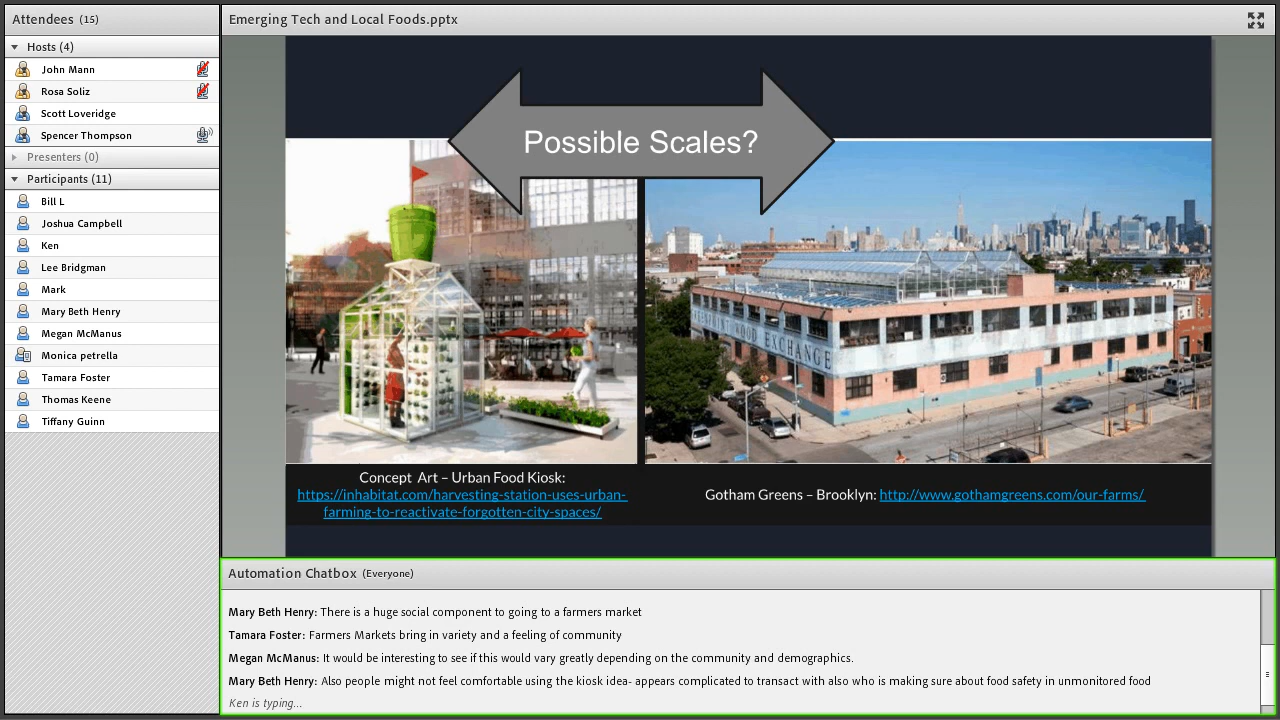 Attendees (15)
Hosts (4)
John Mann
Rosa Soliz
Scott Loveridge
Spencer Thompson
Presenters (0)
Participants (11)
Bill L
Joshua Campbell
Ken
Lee Bridgman
Mark
Mary Beth Henry
Megan McManus
Monica petrella
Tamara Foster
Thomas Keene
Tiffany Guinn
Emerging Tech and Local Foods.pptx
Possible Scales?
WOOD EXCHANGE
Concept Art – Urban Food Kiosk:
https://inhabitat.com/harvesting-station-uses-urban-
farming-to-reactivate-forgotten-city-spaces/
Gotham Greens – Brooklyn: http://www.gothamgreens.com/our-farms/
Automation Chatbox (Everyone)
Mary Beth Henry: There is a huge social component to going to a farmers market
Tamara Foster: Farmers Markets bring in variety and a feeling of community
Megan McManus: It would be interesting to see if this would vary greatly depending on the community and demographics.
Mary Beth Henry: Also people might not feel comfortable using the kiosk idea- appears complicated to transact with also who is making sure about food safety in unmonitored food
Ken is typing...